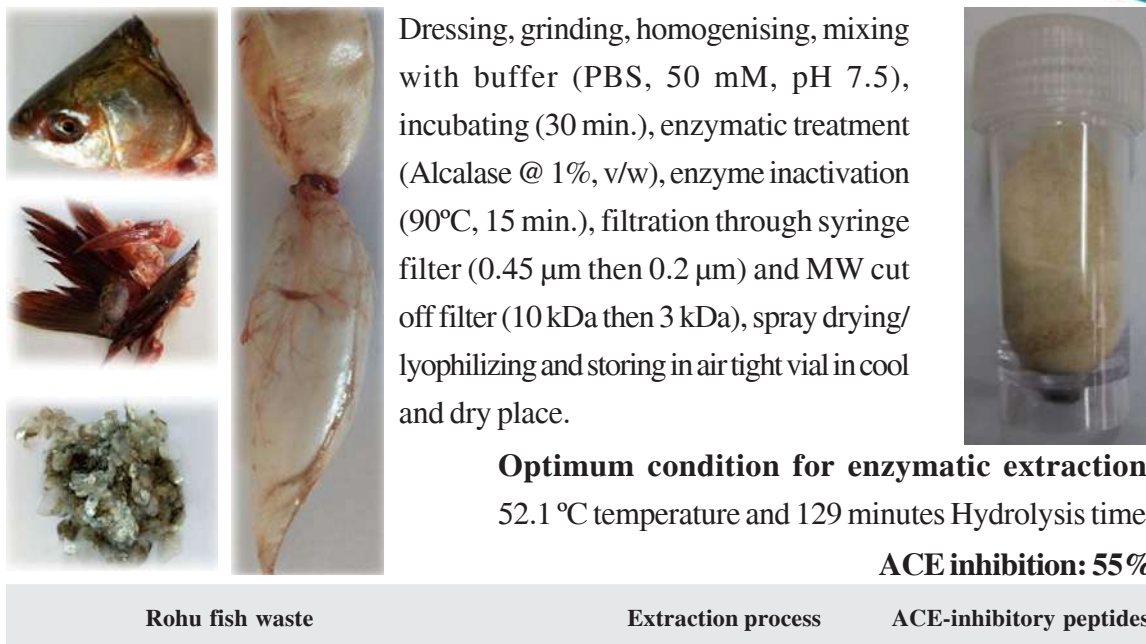 Dressing, grinding, homogenising, mixing
with buffer (PBS, 50 mM, pH 7.5),
incubating (30 min.), enzymatic treatment
(Alcalase @ 1%, v/w), enzyme inactivation
(90ºC, 15 min.), filtration through syringe
filter (0.45 µm then 0.2 µm) and MW cut
off filter (10 kDa then 3 kDa), spray drying/
lyophilizing and storing in air tight vial in cool
and dry place.
Optimum condition for enzymatic extraction
52.1 ºC temperature and 129 minutes Hydrolysis time
ACE inhibition: 55%
Rohu fish waste Extraction process ACE-inhibitory peptides